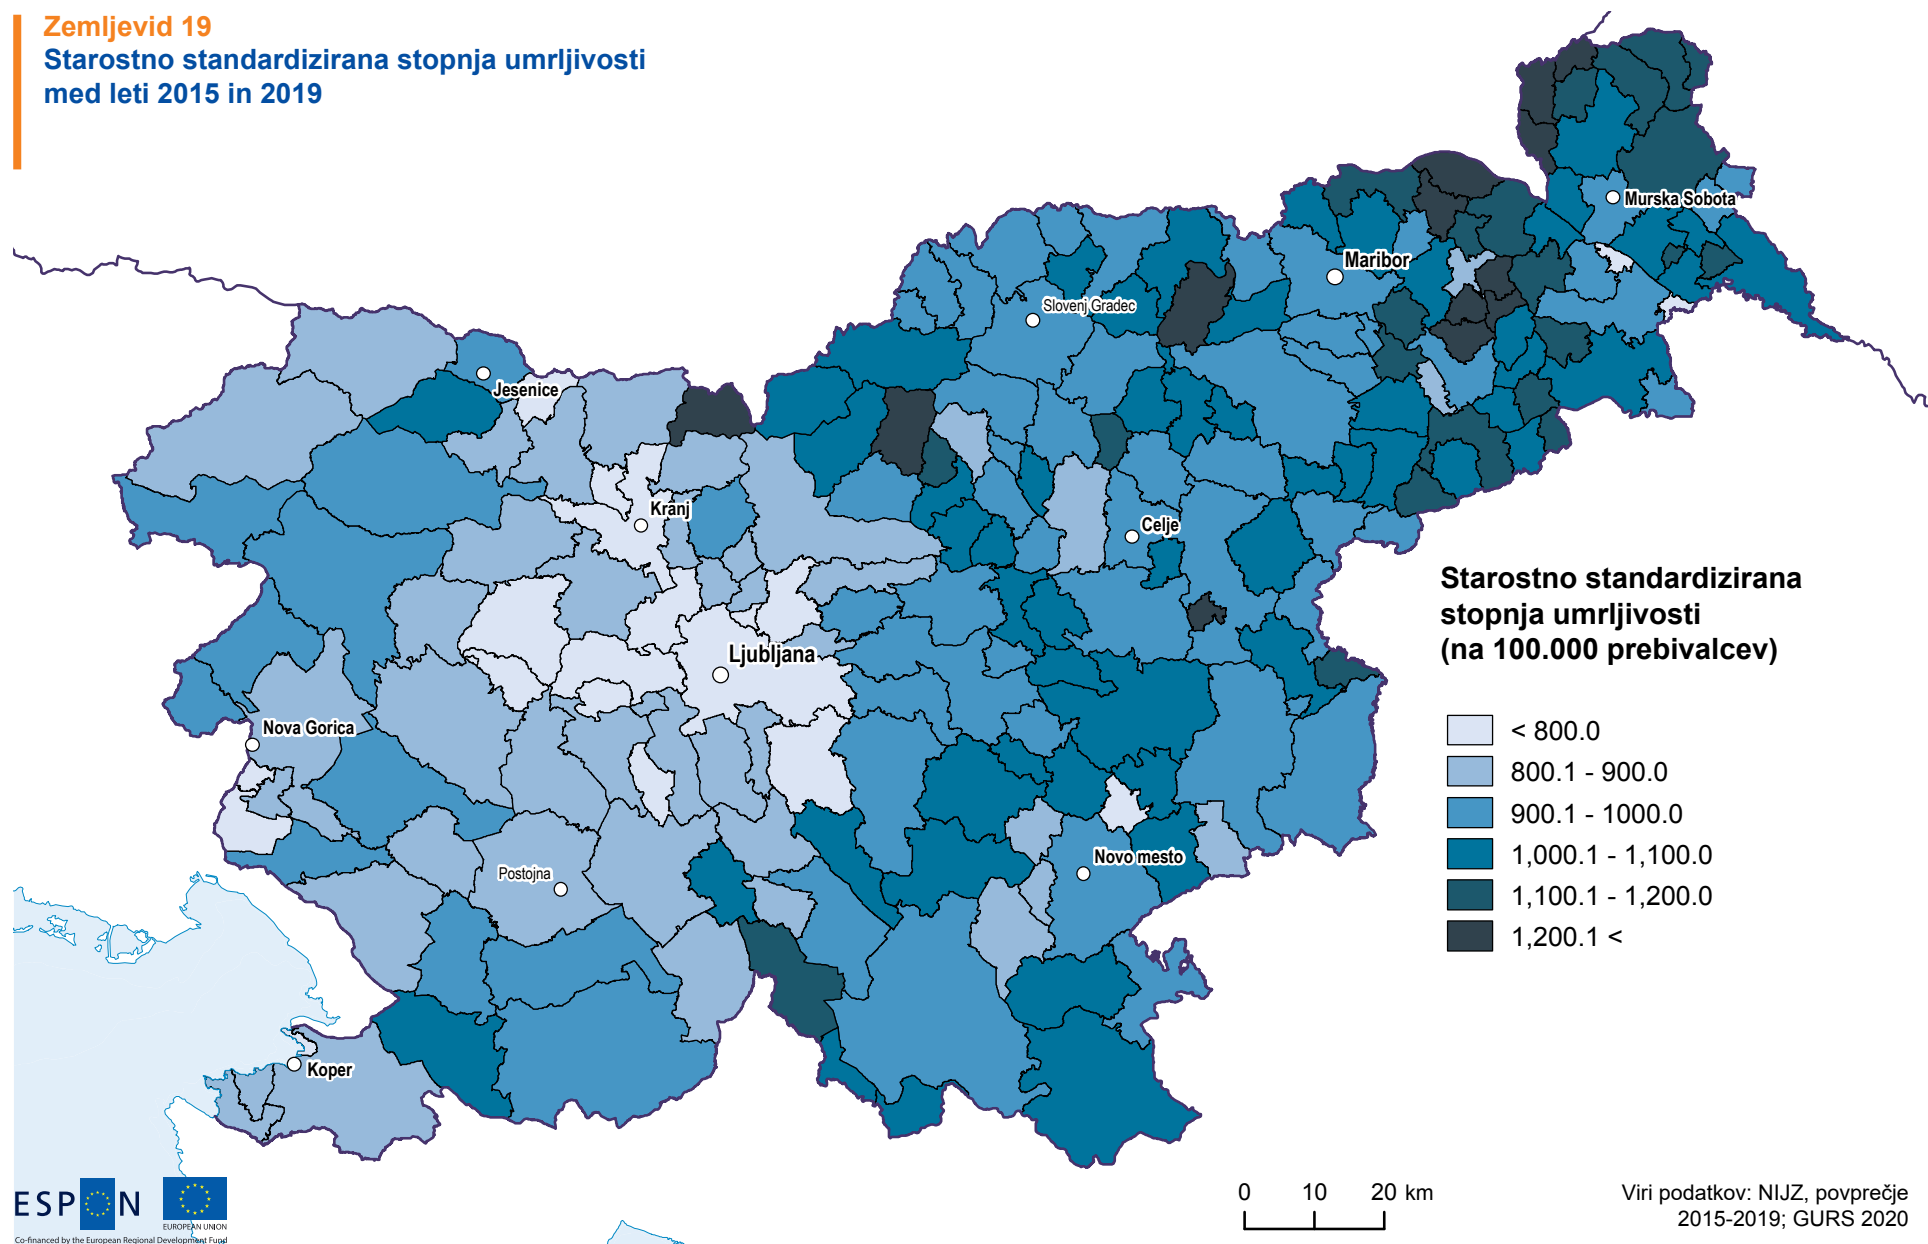 Zemljevid 19
Starostno standardizirana stopnja umrljivosti
med leti 2015 in 2019
Murska Sobota
Maribor
Slovenj Gradec
Jesenice
Kranj
Celje
Ljubljana
Nova Gorica
Novo mesto
Postojna
Koper
Starostno standardizirana
stopnja umrljivosti
(na 100.000 prebivalcev)
< 800.0
800.1 - 900.0
900.1 - 1000.0
1,000.1 - 1,100.0
1,100.1 - 1,200.0
1,200.1 <
0 10 20 km
Viri podatkov: NIJZ, povprečje
2015-2019; GURS 2020
ESPON
EUROPEAN UNION
Co-financed by the European Regional Development Fund